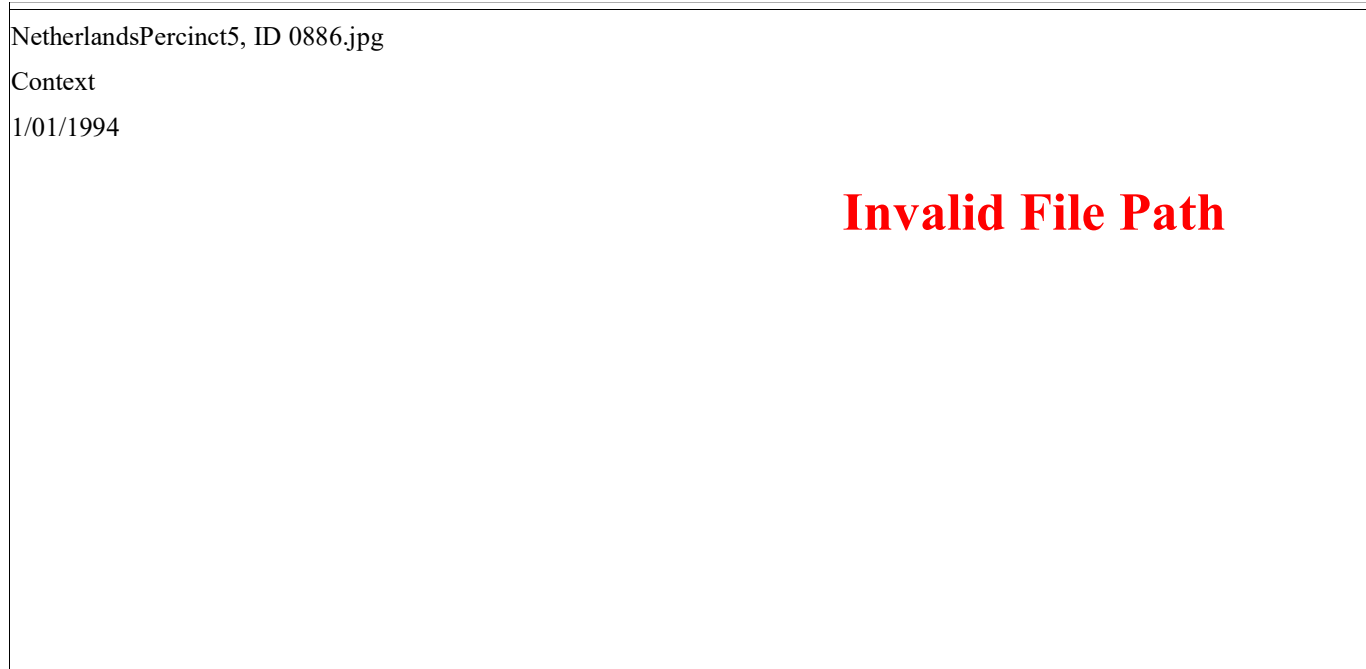 NetherlandsPercinct5, ID 0886.jpg
Context
1/01/1994
Invalid File Path